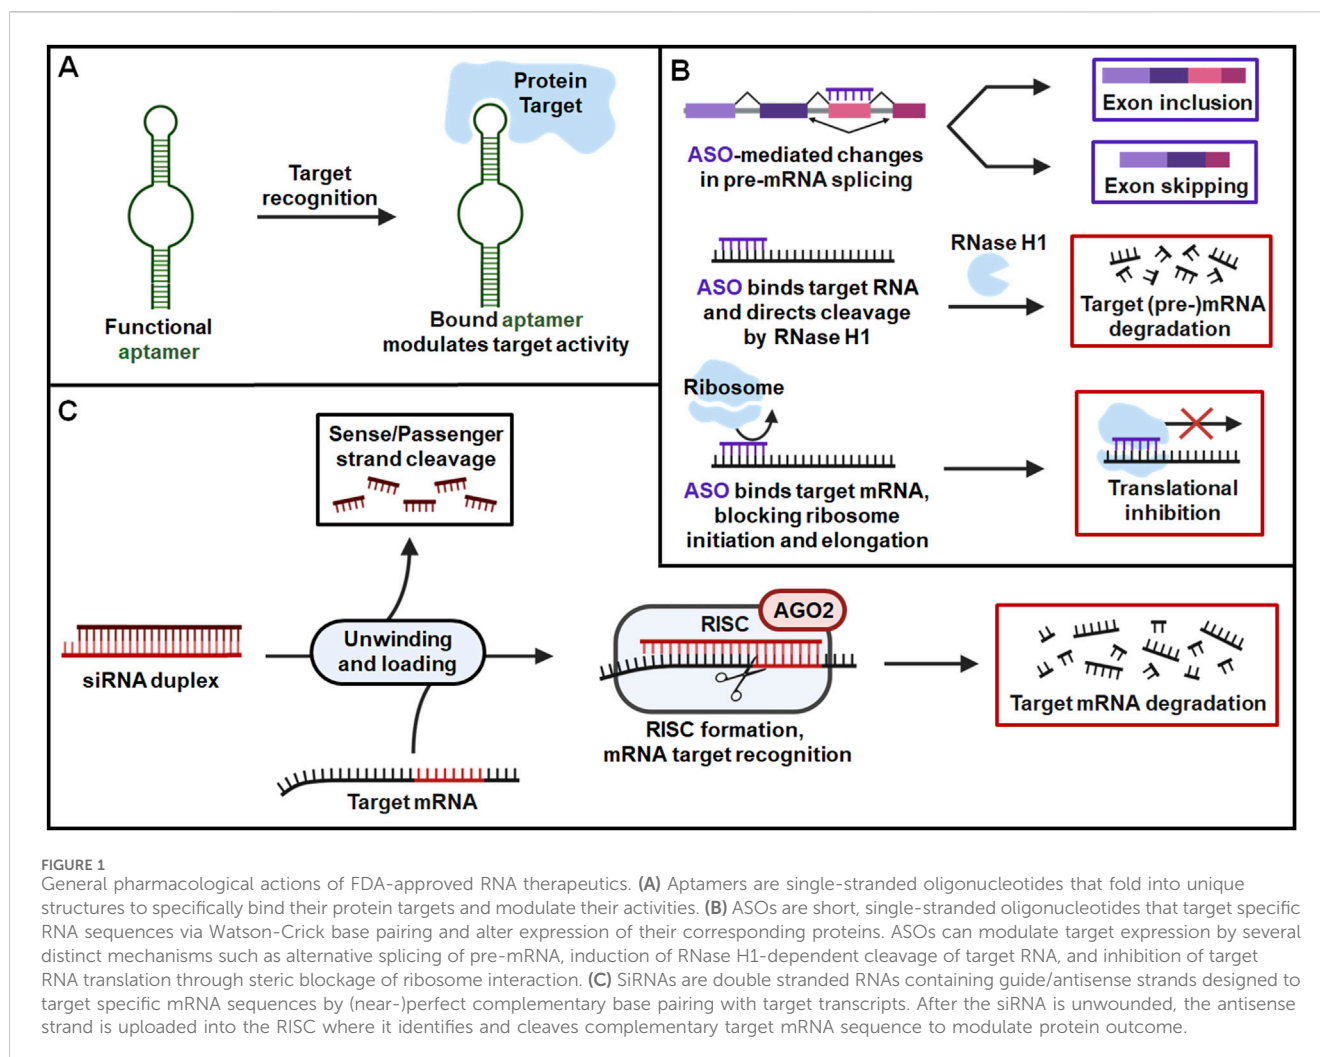 A
Protein
Target
Target
recognition
Functional
aptamer
Bound aptamer
modulates target activity
B
ASO-mediated changes
in pre-mRNA splicing
Exon inclusion
Exon skipping
RNase H1
ASO binds target RNA
and directs cleavage
by RNase H1
Target (pre-)mRNA
degradation
Ribosome
ASO binds target mRNA,
blocking ribosome
initiation and elongation
Translational
inhibition
C
Sense/Passenger
strand cleavage
siRNA duplex
Unwinding
and loading
Target mRNA
AGO2
RISC
RISC formation,
mRNA target recognition
Target mRNA degradation
FIGURE 1
General pharmacological actions of FDA-approved RNA therapeutics. (A) Aptamers are single-stranded oligonucleotides that fold into unique
structures to specifically bind their protein targets and modulate their activities. (B) ASOs are short, single-stranded oligonucleotides that target specific
RNA sequences via Watson-Crick base pairing and alter expression of their corresponding proteins. ASOs can modulate target expression by several
distinct mechanisms such as alternative splicing of pre-mRNA, induction of RNase H1-dependent cleavage of target RNA, and inhibition of target
RNA translation through steric blockage of ribosome interaction. (C) SiRNAs are double stranded RNAs containing guide/antisense strands designed to
target specific mRNA sequences by (near-)perfect complementary base pairing with target transcripts. After the siRNA is unwounded, the antisense
strand is uploaded into the RISC where it identifies and cleaves complementary target mRNA sequence to modulate protein outcome.